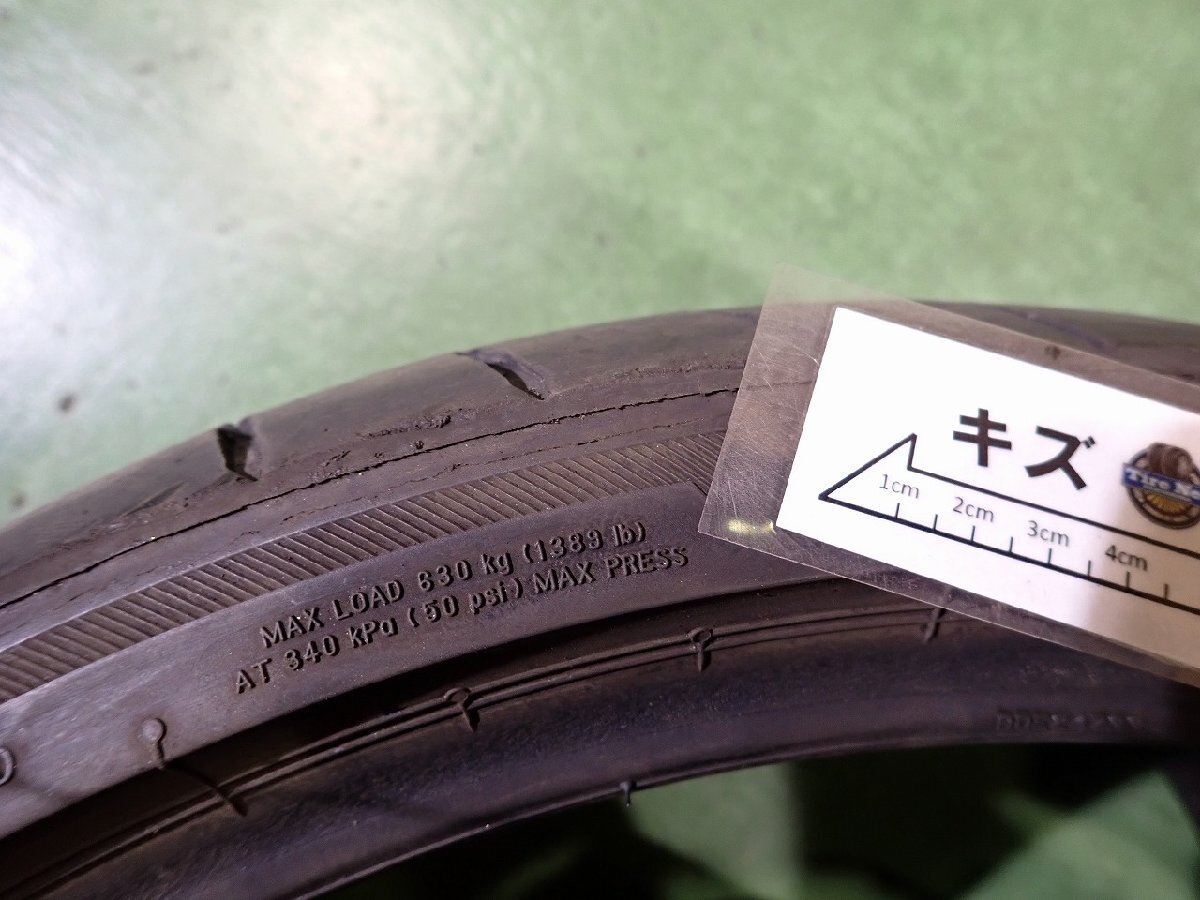 キズ
1cm
2cm
3cm
4cm
MAX LOAD 630 kg (1389 lb)
AT 340 kPa (50 psi) MAX PRESS